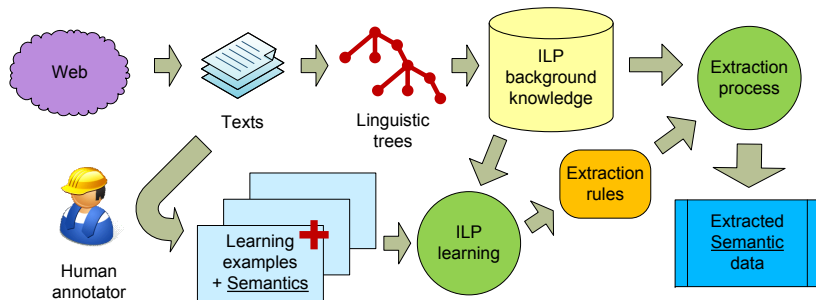 Web
Texts
Linguistic
trees
ILP
background
knowledge
Extraction
process
Human
annotator
Learning
examples
+ Semantics
ILP
learning
Extraction
rules
Extracted
Semantic
data